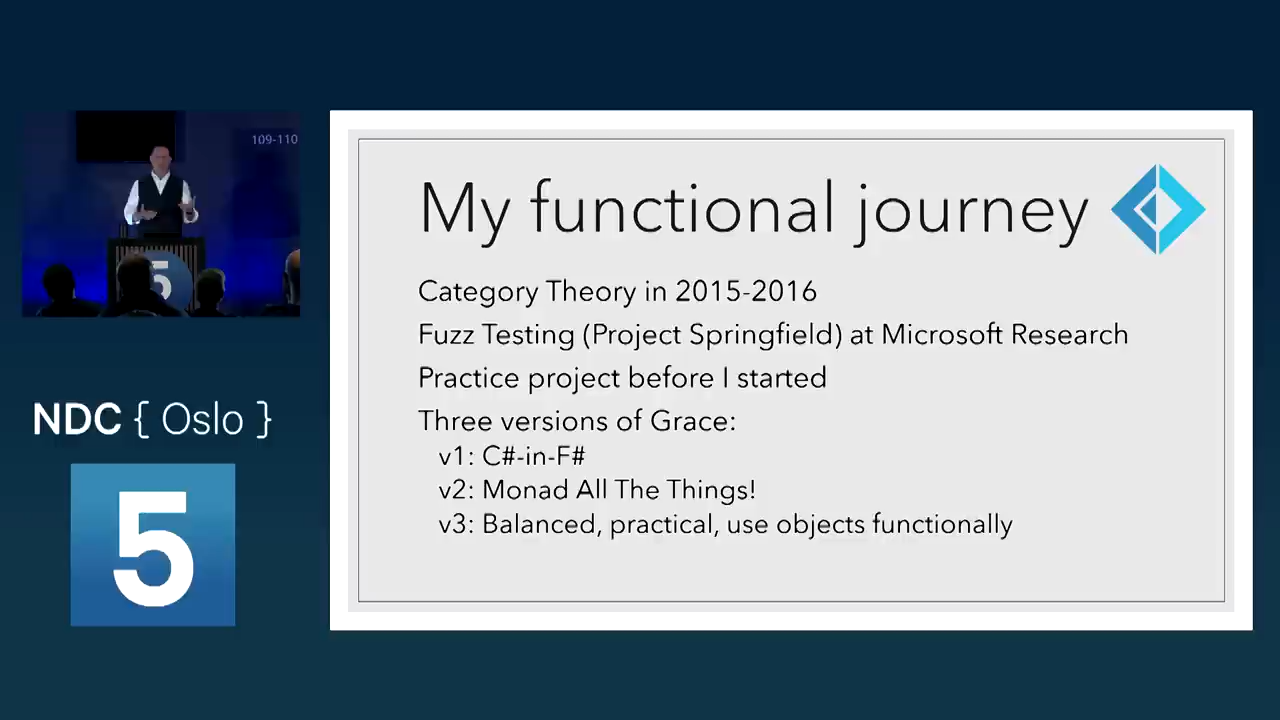 109-110
5
NDC { Oslo }
5
My functional journey
Category Theory in 2015-2016
Fuzz Testing (Project Springfield) at Microsoft Research
Practice project before I started
Three versions of Grace:
v1: C#-in-F#
v2: Monad All The Things!
v3: Balanced, practical, use objects functionally